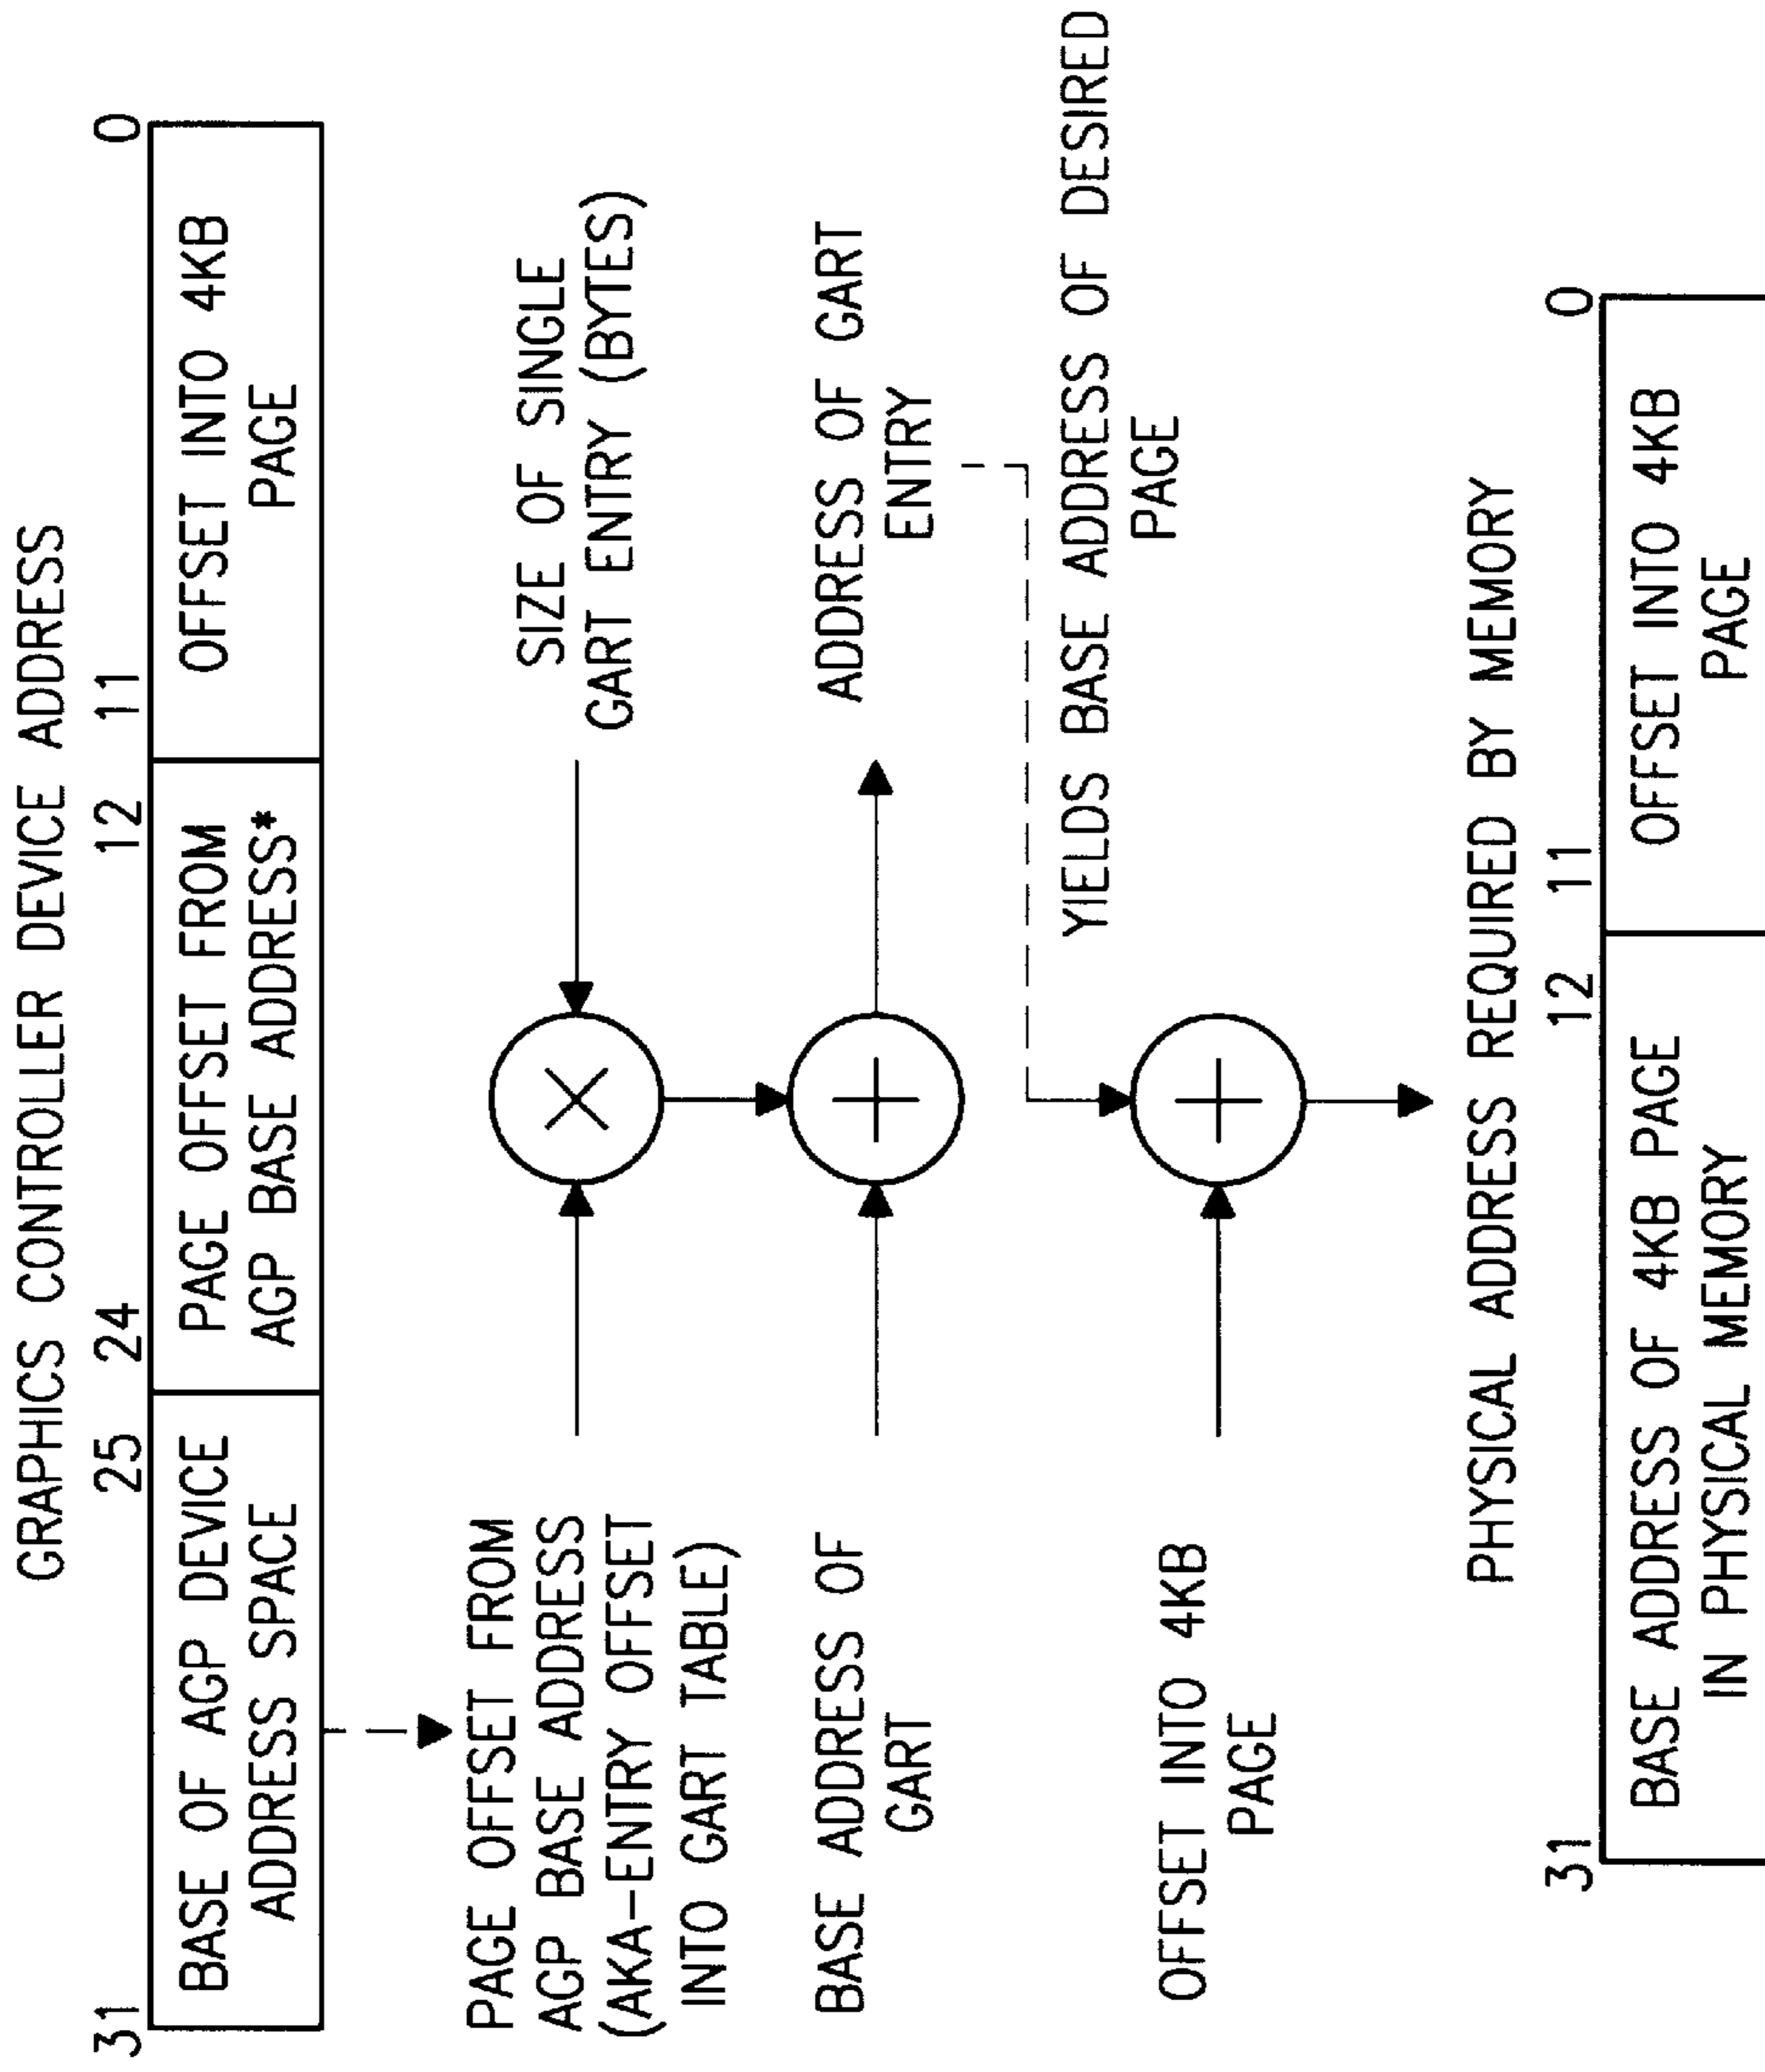 GRAPHICS CONTROLLER DEVICE ADDRESS
31 25 24 12 11 0
BASE OF AGP DEVICE
ADDRESS SPACE
PAGE OFFSET FROM
AGP BASE ADDRESS*
OFFSET INTO 4KB
PAGE
PAGE OFFSET FROM
AGP BASE ADDRESS
(AKA-ENTRY OFFSET
INTO GART TABLE)
×
SIZE OF SINGLE
GART ENTRY (BYTES)
BASE ADDRESS OF
GART
+
ADDRESS OF GART
ENTRY
YIELDS BASE ADDRESS OF DESIRED
PAGE
OFFSET INTO 4KB
PAGE
+
PHYSICAL ADDRESS REQUIRED BY MEMORY
31 12 11 0
BASE ADDRESS OF 4KB PAGE
IN PHYSICAL MEMORY
OFFSET INTO 4KB
PAGE